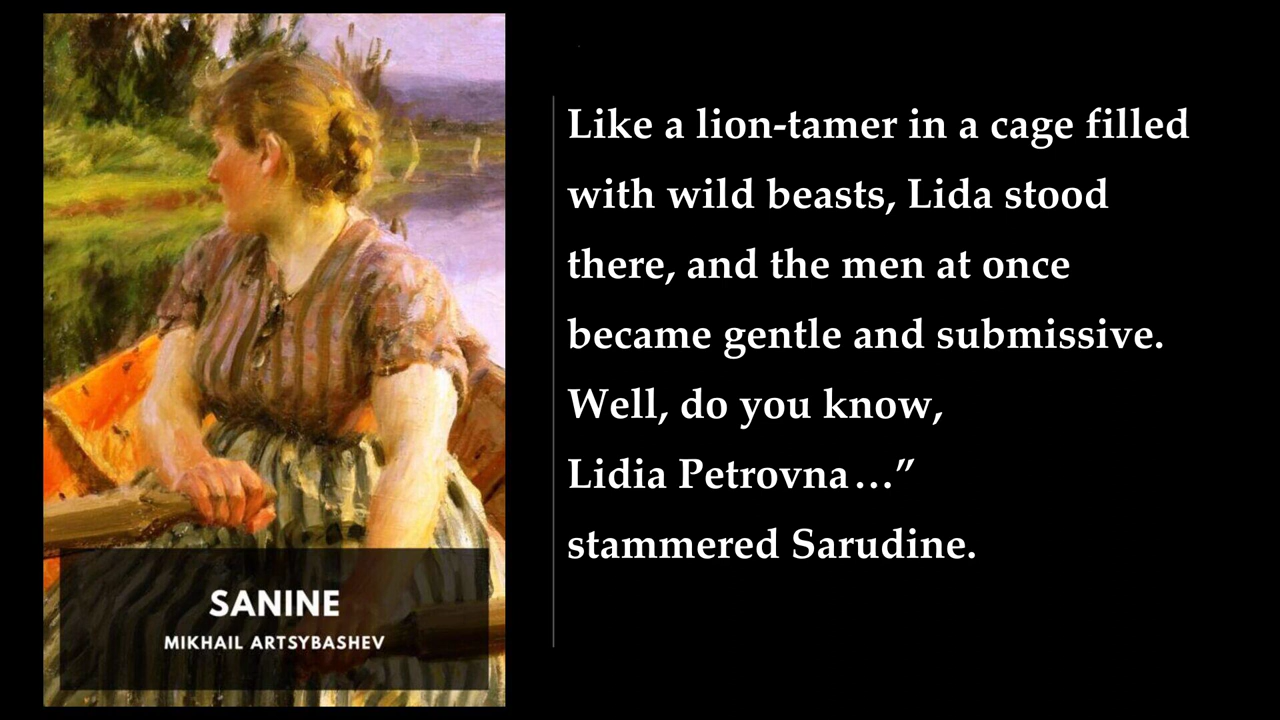 Like a lion-tamer in a cage filled
with wild beasts, Lida stood
there, and the men at once
became gentle and submissive.
Well, do you know,
Lidia Petrovna…”
stammered Sarudine.
SANINE
MIKHAIL ARTSYBASHEV